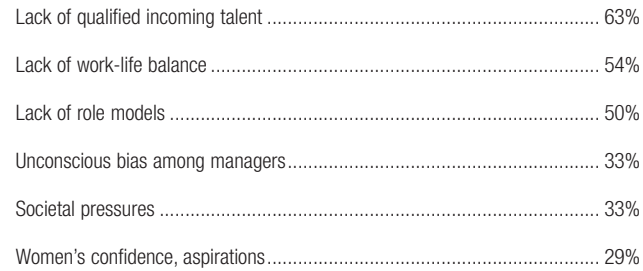 Lack of qualified incoming talent ........................................................................ 63%
Lack of work-life balance .................................................................................. 54%
Lack of role models .......................................................................................... 50%
Unconscious bias among managers.................................................................. 33%
Societal pressures ............................................................................................ 33%
Women’s confidence, aspirations....................................................................... 29%